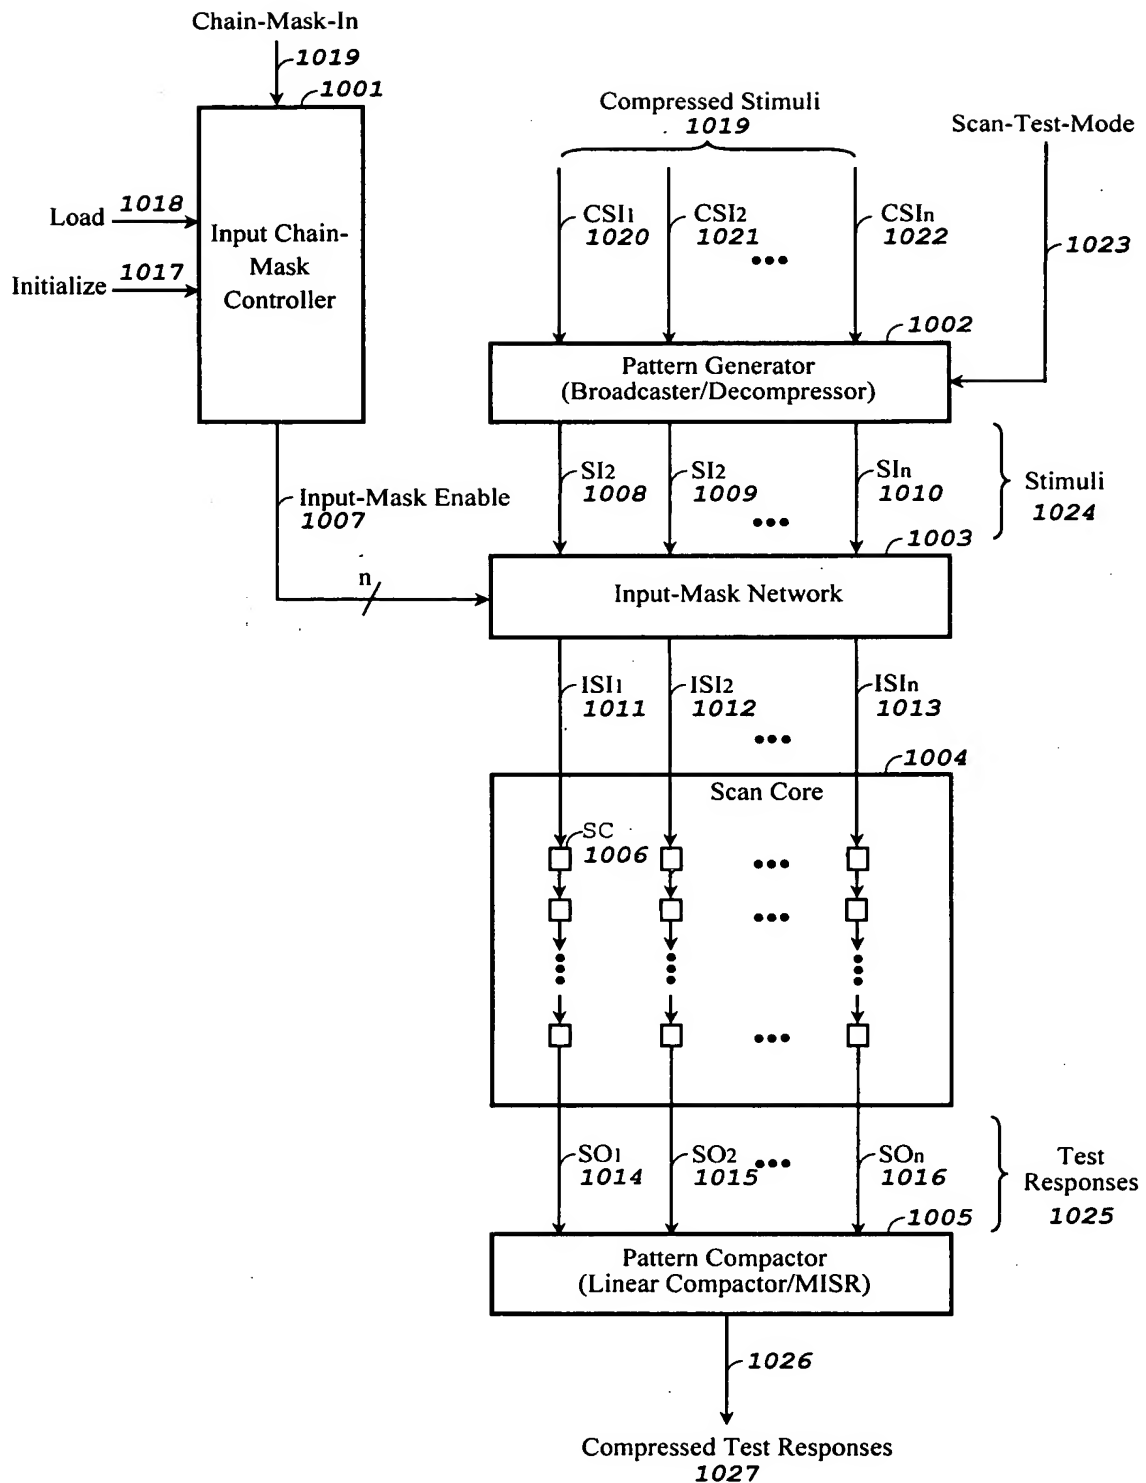 Chain-Mask-In
1019
1001
Compressed Stimuli
1019
Scan-Test-Mode
Load
1018
Input Chain-
Mask
Controller
Initialize
1017
CSI1
1020
CSI2
1021
CSIn
1022
1023
1002
Pattern Generator
(Broadcaster/Decompressor)
SI2
1008
SI2
1009
SIn
1010
Stimuli
1024
Input-Mask Enable
1007
1003
n
Input-Mask Network
ISI1
1011
ISI2
1012
ISIn
1013
1004
Scan Core
SC
1006
SO1
1014
SO2
1015
SOn
1016
Test
Responses
1025
1005
Pattern Compactor
(Linear Compactor/MISR)
1026
Compressed Test Responses
1027